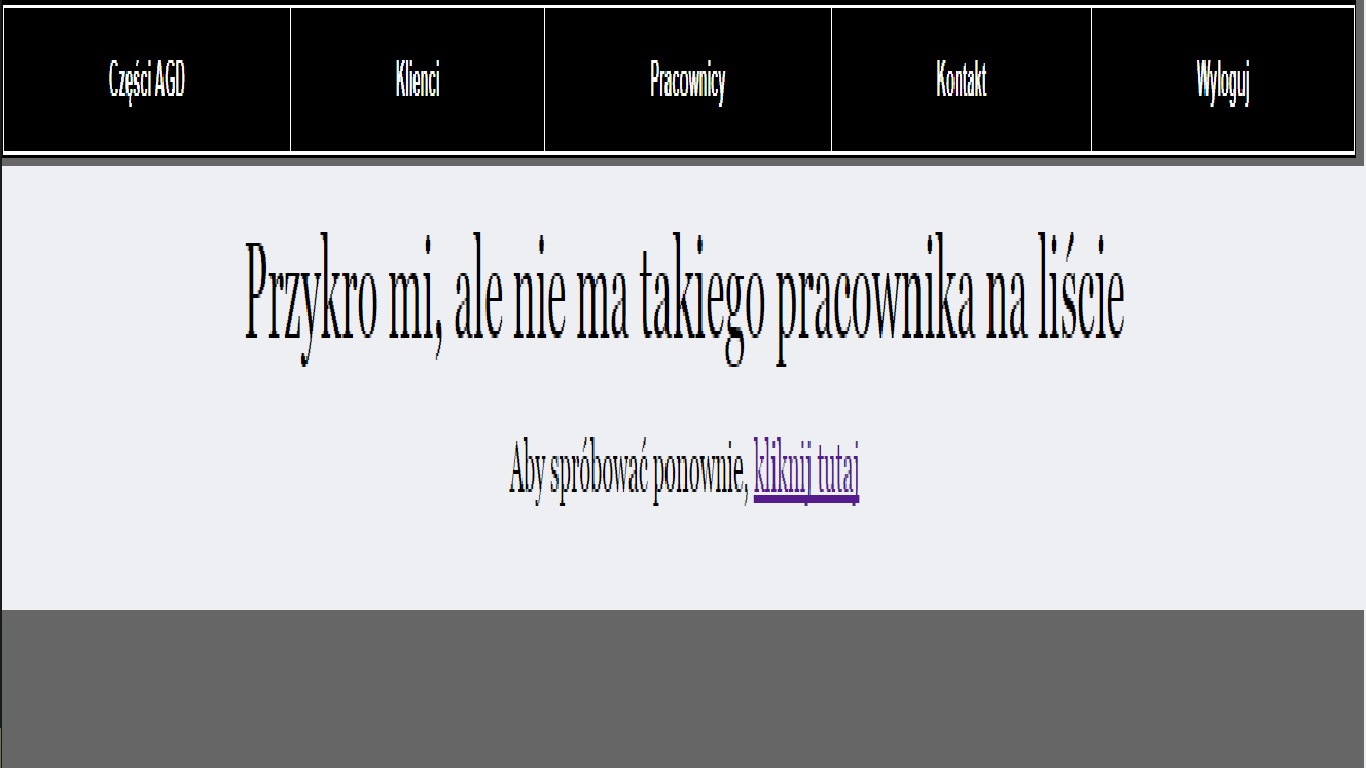 Części AGD Klienci Pracownicy Kontakt Wyloguj
Przykro mi, ale nie ma takiego pracownika na liście
Aby spróbować ponownie, kliknij tutaj